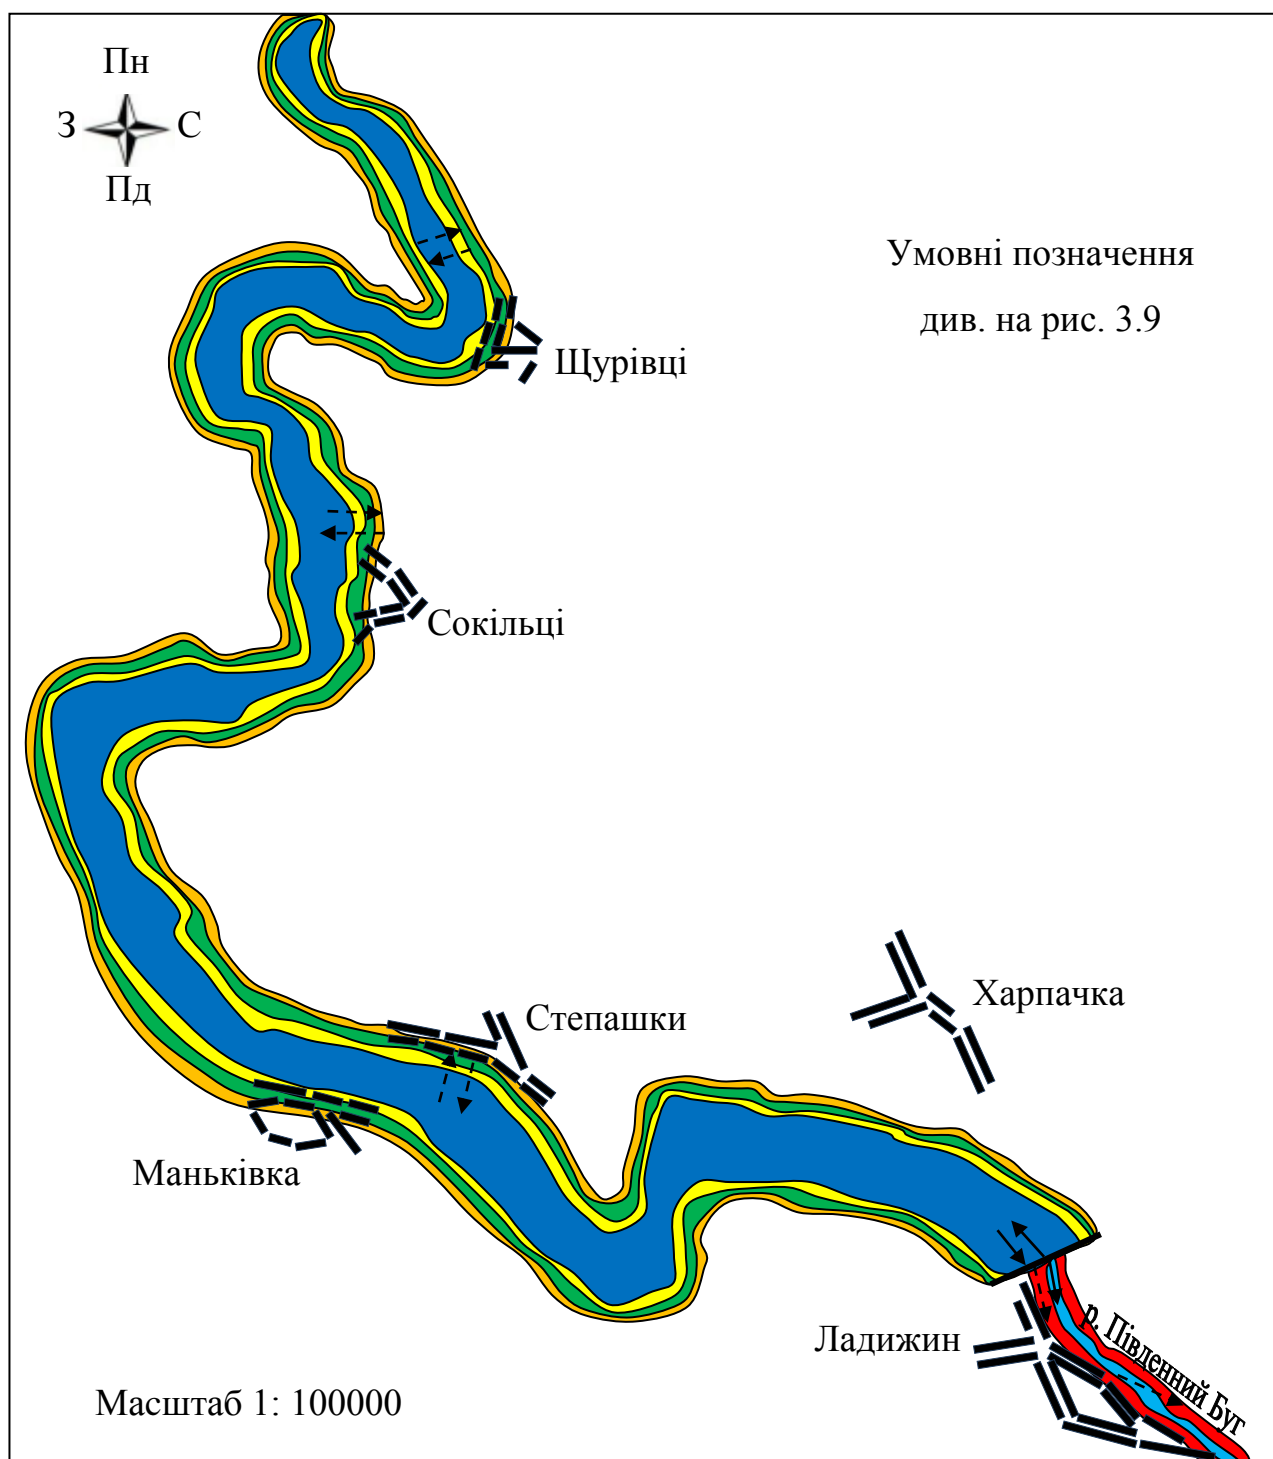 Пн
З С
Пд
Умовні позначення
див. на рис. 3.9
Щурівці
Сокільці
Харпачка
Степашки
Маньківка
Ладижин
р. Південний Буг
Масштаб 1: 100000